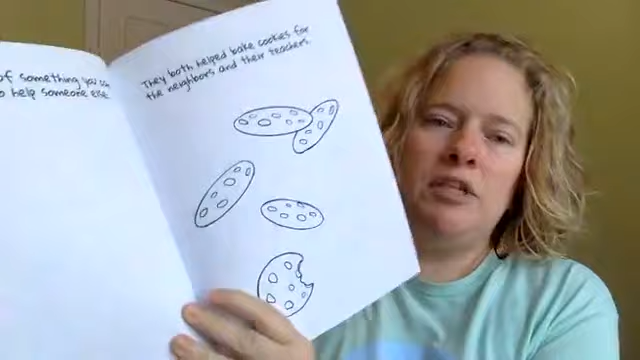 of something you can
o help someone else.
They both helped bake cookies for
the neighbors and their teachers.